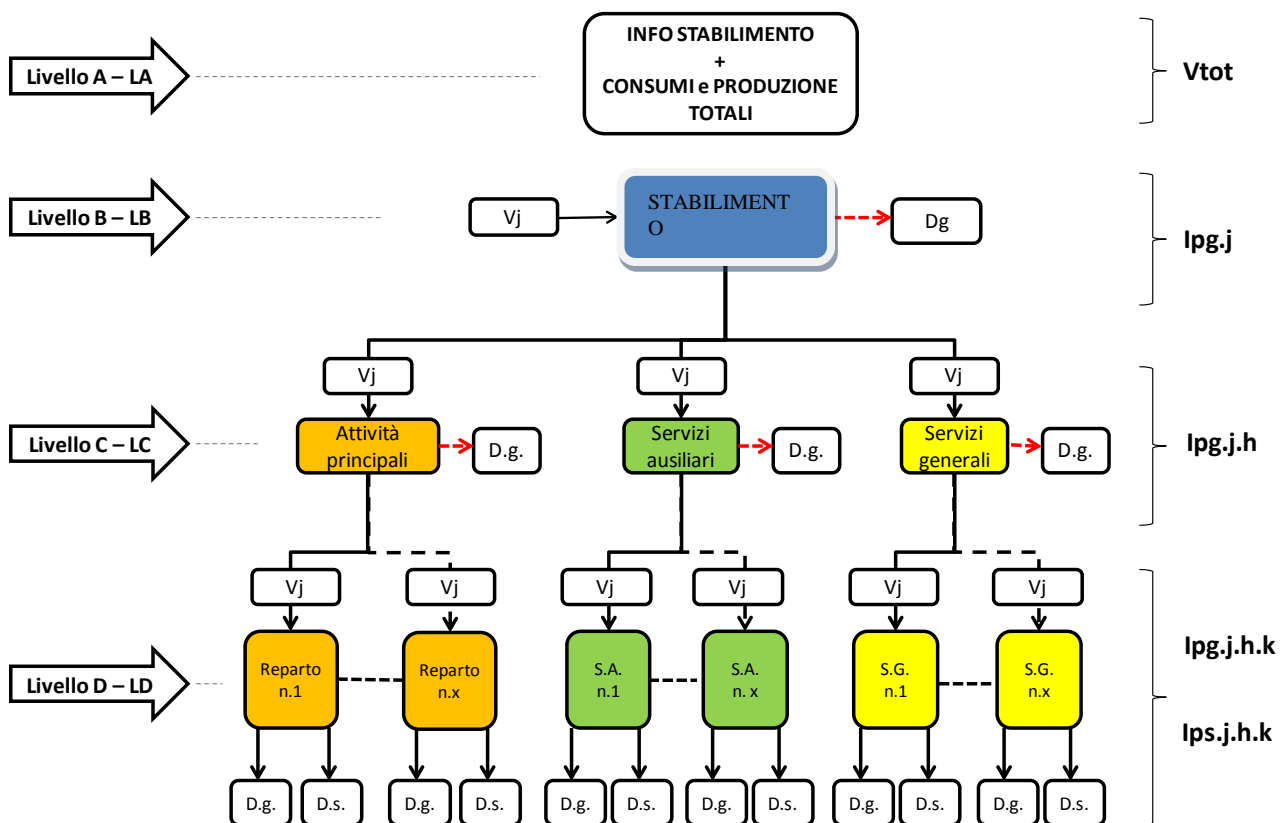 INFO STABILIMENTO
+
CONSUMI e PRODUZIONE
TOTALI
Livello A – LA
Vtot
Livello B – LB
Vj
STABILIMENT
O
Dg
Ipg.j
Vj
Vj
Vj
Livello C – LC
Attività
principali
D.g.
Servizi
ausiliari
D.g.
Servizi
generali
D.g.
Ipg.j.h
Vj
Vj
Vj
Vj
Vj
Vj
Livello D – LD
Reparto
n.1
Reparto
n.x
S.A.
n.1
S.A.
n. x
S.G.
n.1
S.G.
n.x
Ipg.j.h.k
Ips.j.h.k
D.g.
D.s.
D.g.
D.s.
D.g.
D.s.
D.g.
D.s.
D.g.
D.s.
D.g.
D.s.